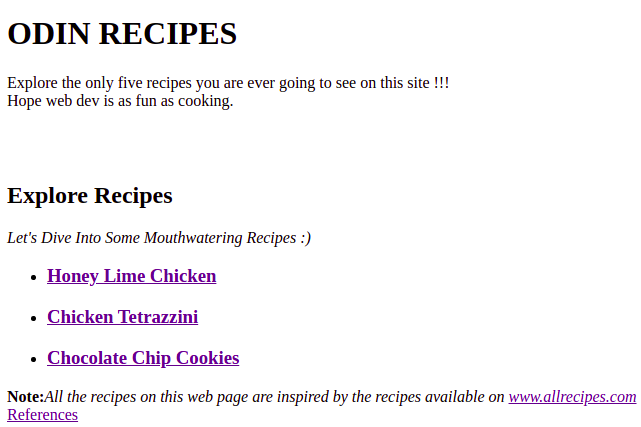 ODIN RECIPES
Explore the only five recipes you are ever going to see on this site !!!
Hope web dev is as fun as cooking.
Explore Recipes
Let's Dive Into Some Mouthwatering Recipes :)
Honey Lime Chicken
Chicken Tetrazzini
Chocolate Chip Cookies
Note:All the recipes on this web page are inspired by the recipes available on www.allrecipes.com
References